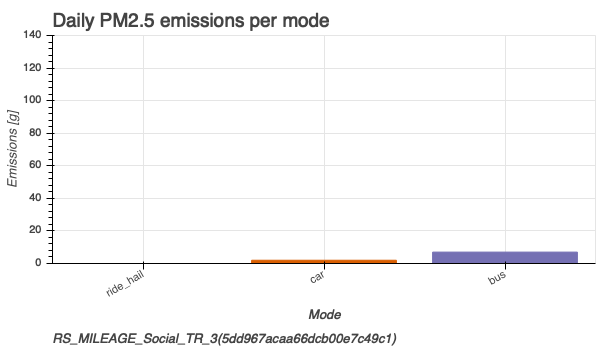 Daily PM2.5 emissions per mode
140
120
100
80
60
40
20
0
Emissions [g]
ride_hail
car
bus
Mode
RS_MILEAGE_Social_TR_3(5dd967acaa66dcb00e7c49c1)